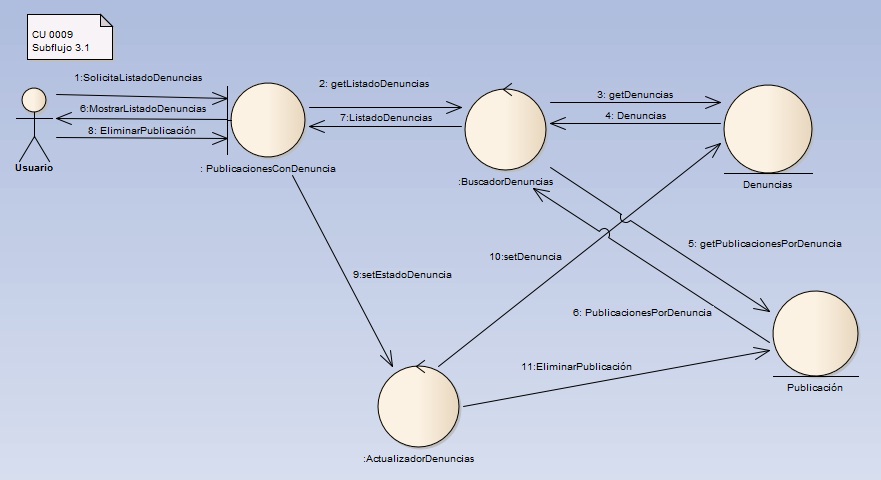 CU 0009
Subflujo 3.1
1:SolicitaListadoDenuncias
6:MostrarListadoDenuncias
8: EliminarPublicación
Usuario
: PublicacionesConDenuncia
2: getListadoDenuncias
7:ListadoDenuncias
:BuscadorDenuncias
3: getDenuncias
4: Denuncias
Denuncias
5: getPublicacionesPorDenuncia
10:setDenuncia
9:setEstadoDenuncia
6: PublicacionesPorDenuncia
11:EliminarPublicación
Publicación
:ActualizadorDenuncias